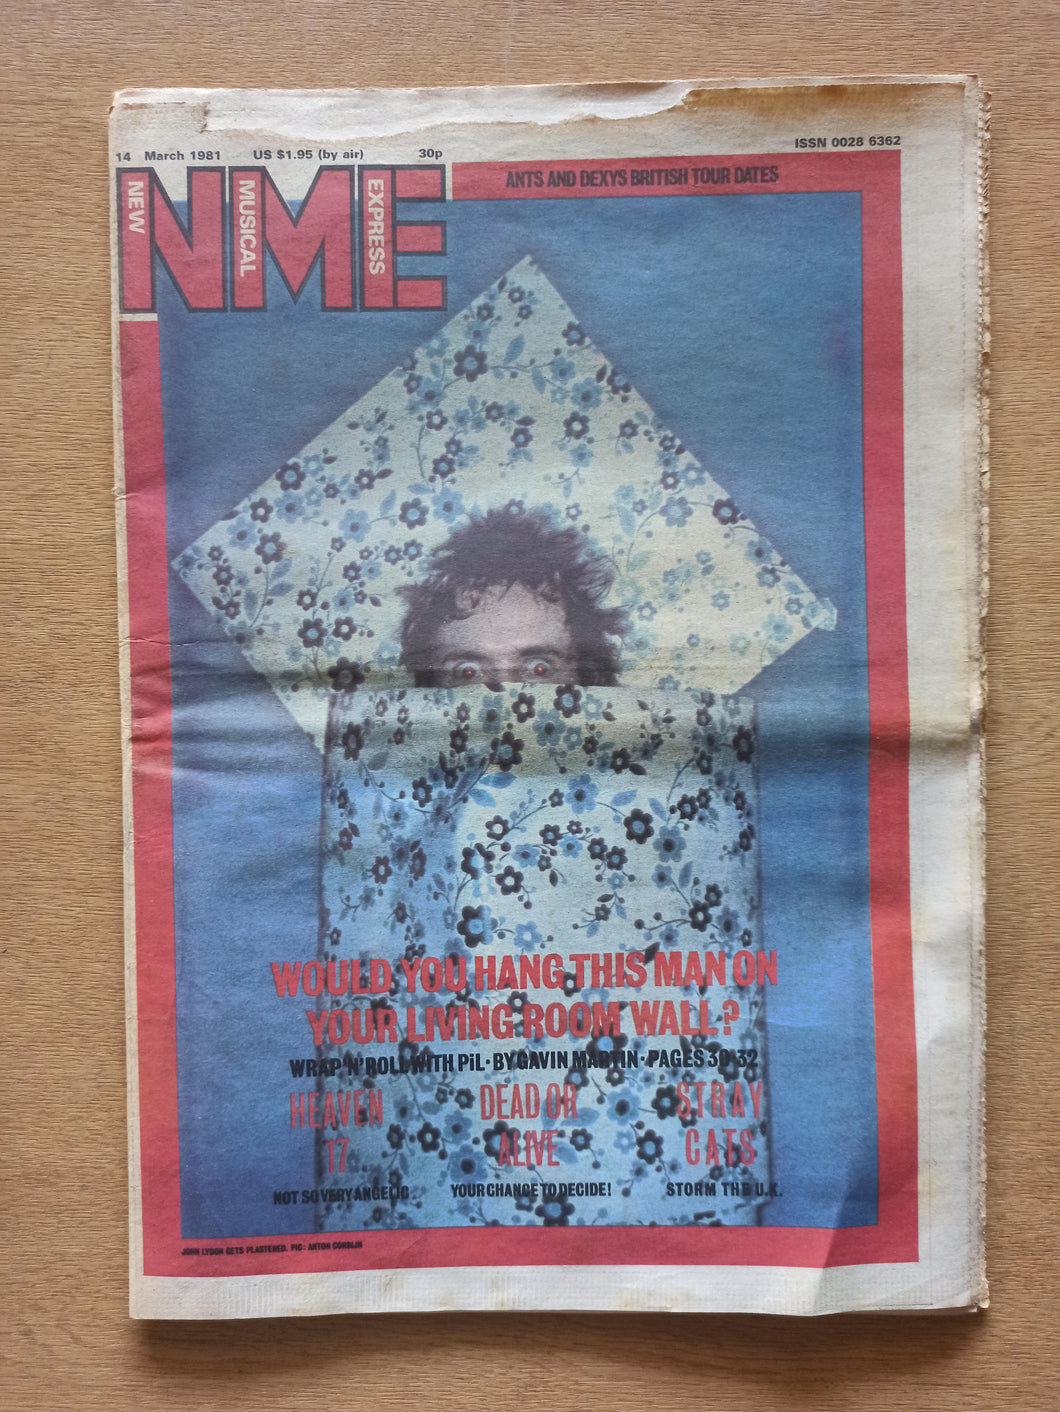 14 March 1981 US $1.95 (by air) 30p
ISSN 0028 6362
NME
NEW MUSICAL EXPRESS
ANTS AND DEXYS BRITISH TOUR DATES
WOULD YOU HANG THIS MAN ON
YOUR LIVING ROOM WALL?
WRAP 'N' ROLL WITH PiL · BY GAVIN MARTIN · PAGES 30-32
HEAVEN
17
NOT SO VERY ANGELIC
DEAD OR
ALIVE
YOUR CHANCE TO DECIDE!
STRAY
CATS
STORM THE U.K.
JOHN LYDON GETS PLASTERED. PIC: ANTON CORBIJN